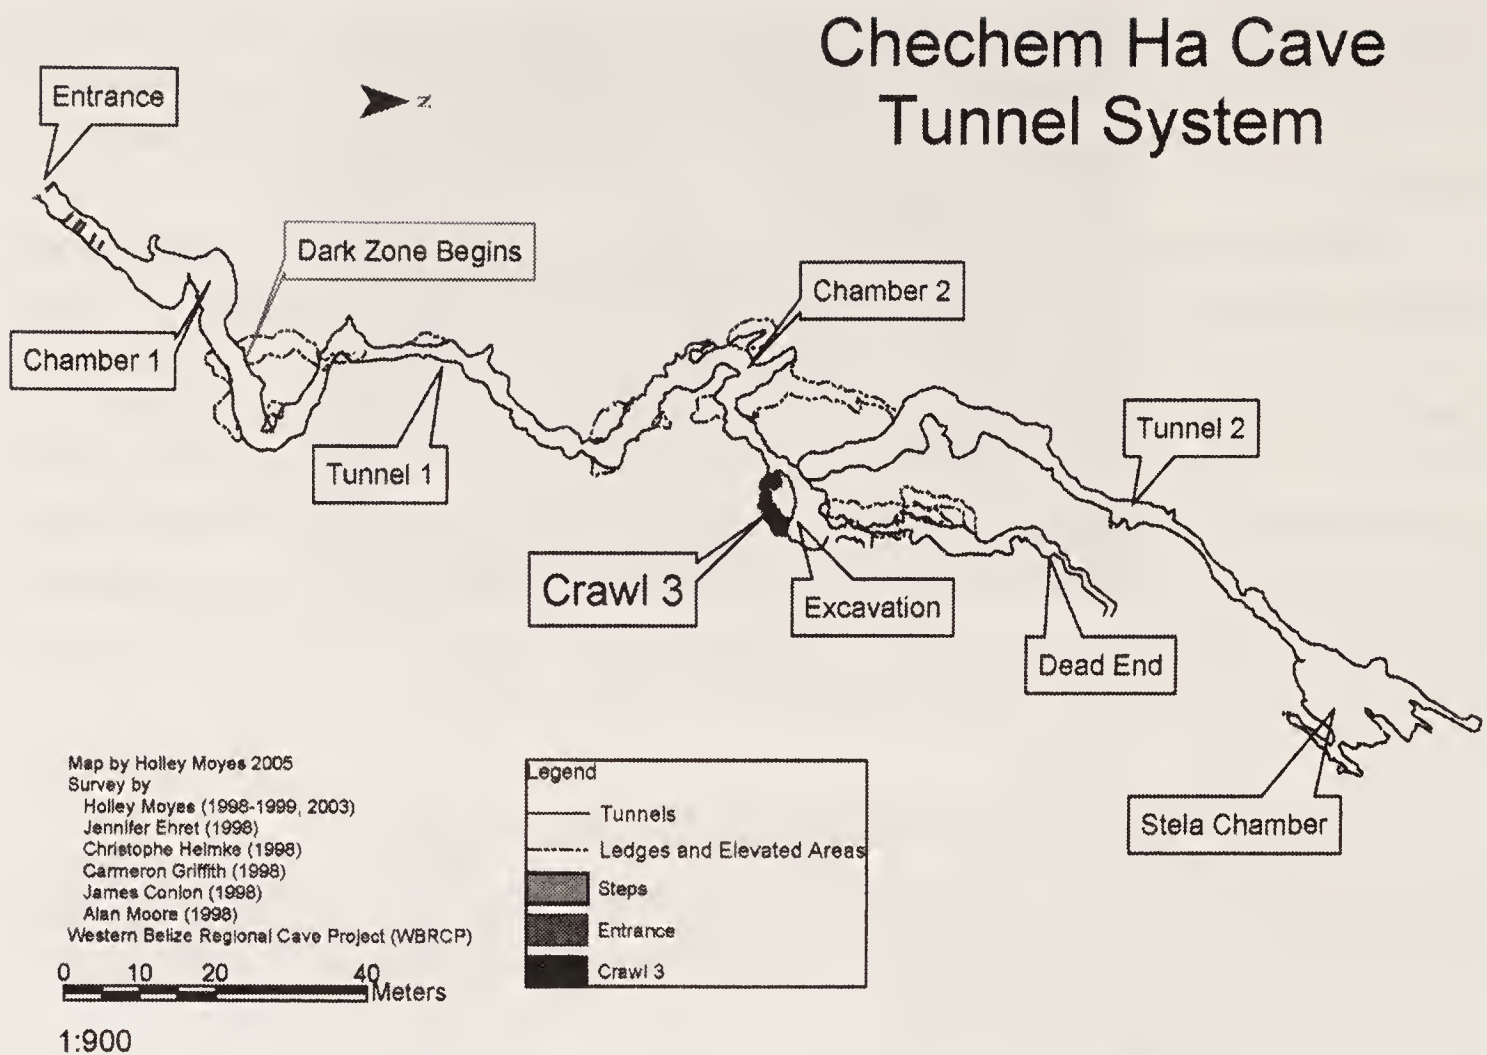 Chechem Ha Cave
Tunnel System
Entrance
N
Dark Zone Begins
Chamber 2
Chamber 1
Tunnel 2
Tunnel 1
Crawl 3
Excavation
Dead End
Stela Chamber
Map by Holley Moyes 2005
Survey by
Holley Moyes (1998-1999, 2003)
Jennifer Ehret (1998)
Christophe Helmke (1998)
Carmeron Griffith (1998)
James Conlon (1998)
Alan Moore (1998)
Western Belize Regional Cave Project (WBRCP)
0 10 20 40
Meters
1:900
Legend
Tunnels
Ledges and Elevated Areas
Steps
Entrance
Crawl 3